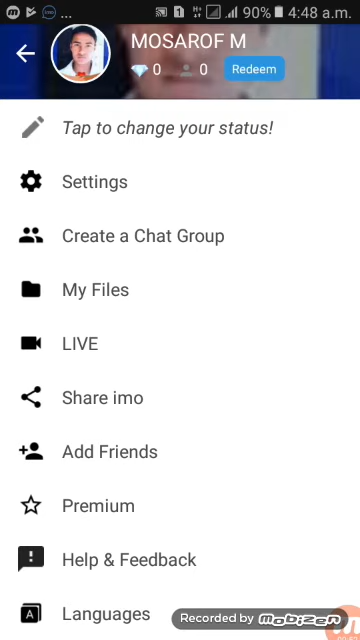 ... 90% 4:48 a.m.
MOSAROF M
0 0 Redeem
Tap to change your status!
Settings
Create a Chat Group
My Files
LIVE
Share imo
Add Friends
Premium
Help & Feedback
Languages
Recorded by mobizen